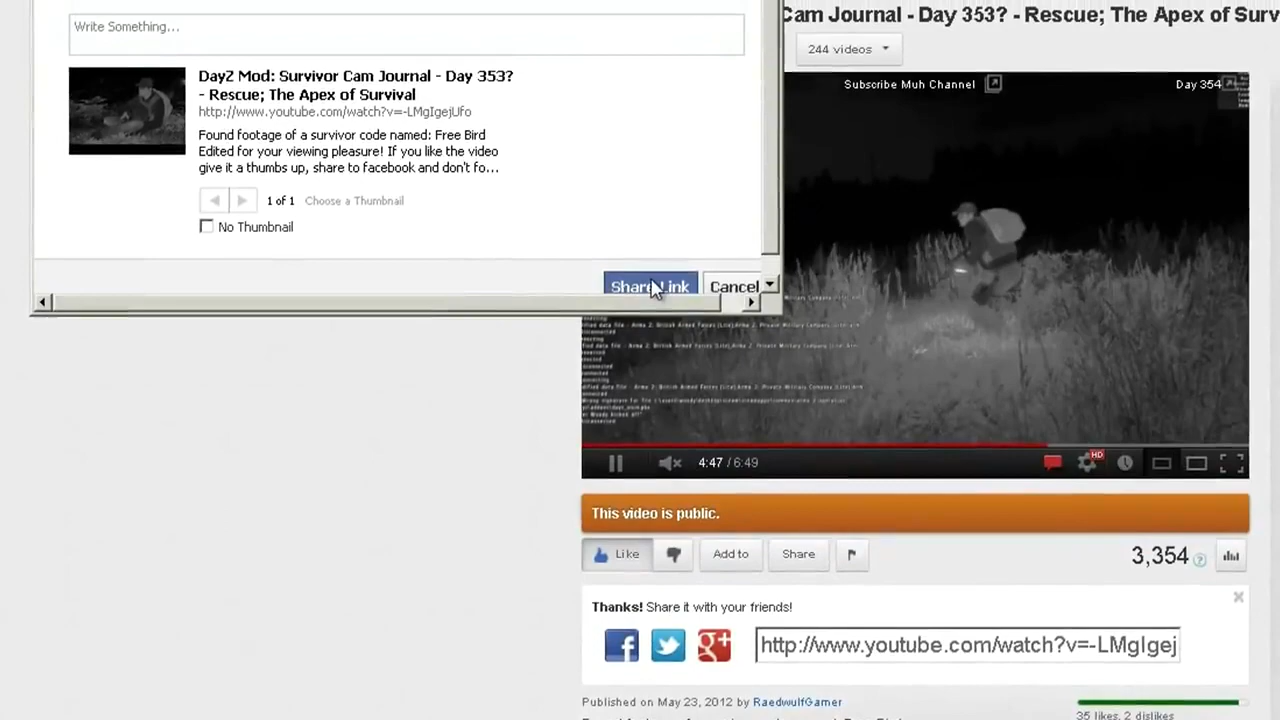 Write Something...
DayZ Mod: Survivor Cam Journal - Day 353?
- Rescue; The Apex of Survival
http://www.youtube.com/watch?v=-LMgIgejUfo
Found footage of a survivor code named: Free Bird
Edited for your viewing pleasure! If you like the video
give it a thumbs up, share to facebook and don't fo...
1 of 1 Choose a Thumbnail
No Thumbnail
Share Link Cancel
Cam Journal - Day 353? - Rescue; The Apex of Surv
244 videos
Subscribe Muh Channel
Day 354
4:47 / 6:49
HD
This video is public.
Like
Add to
Share
3,354
Thanks! Share it with your friends!
http://www.youtube.com/watch?v=-LMgIgej
Published on May 23, 2012 by RaedwulfGamer
35 likes, 2 dislikes